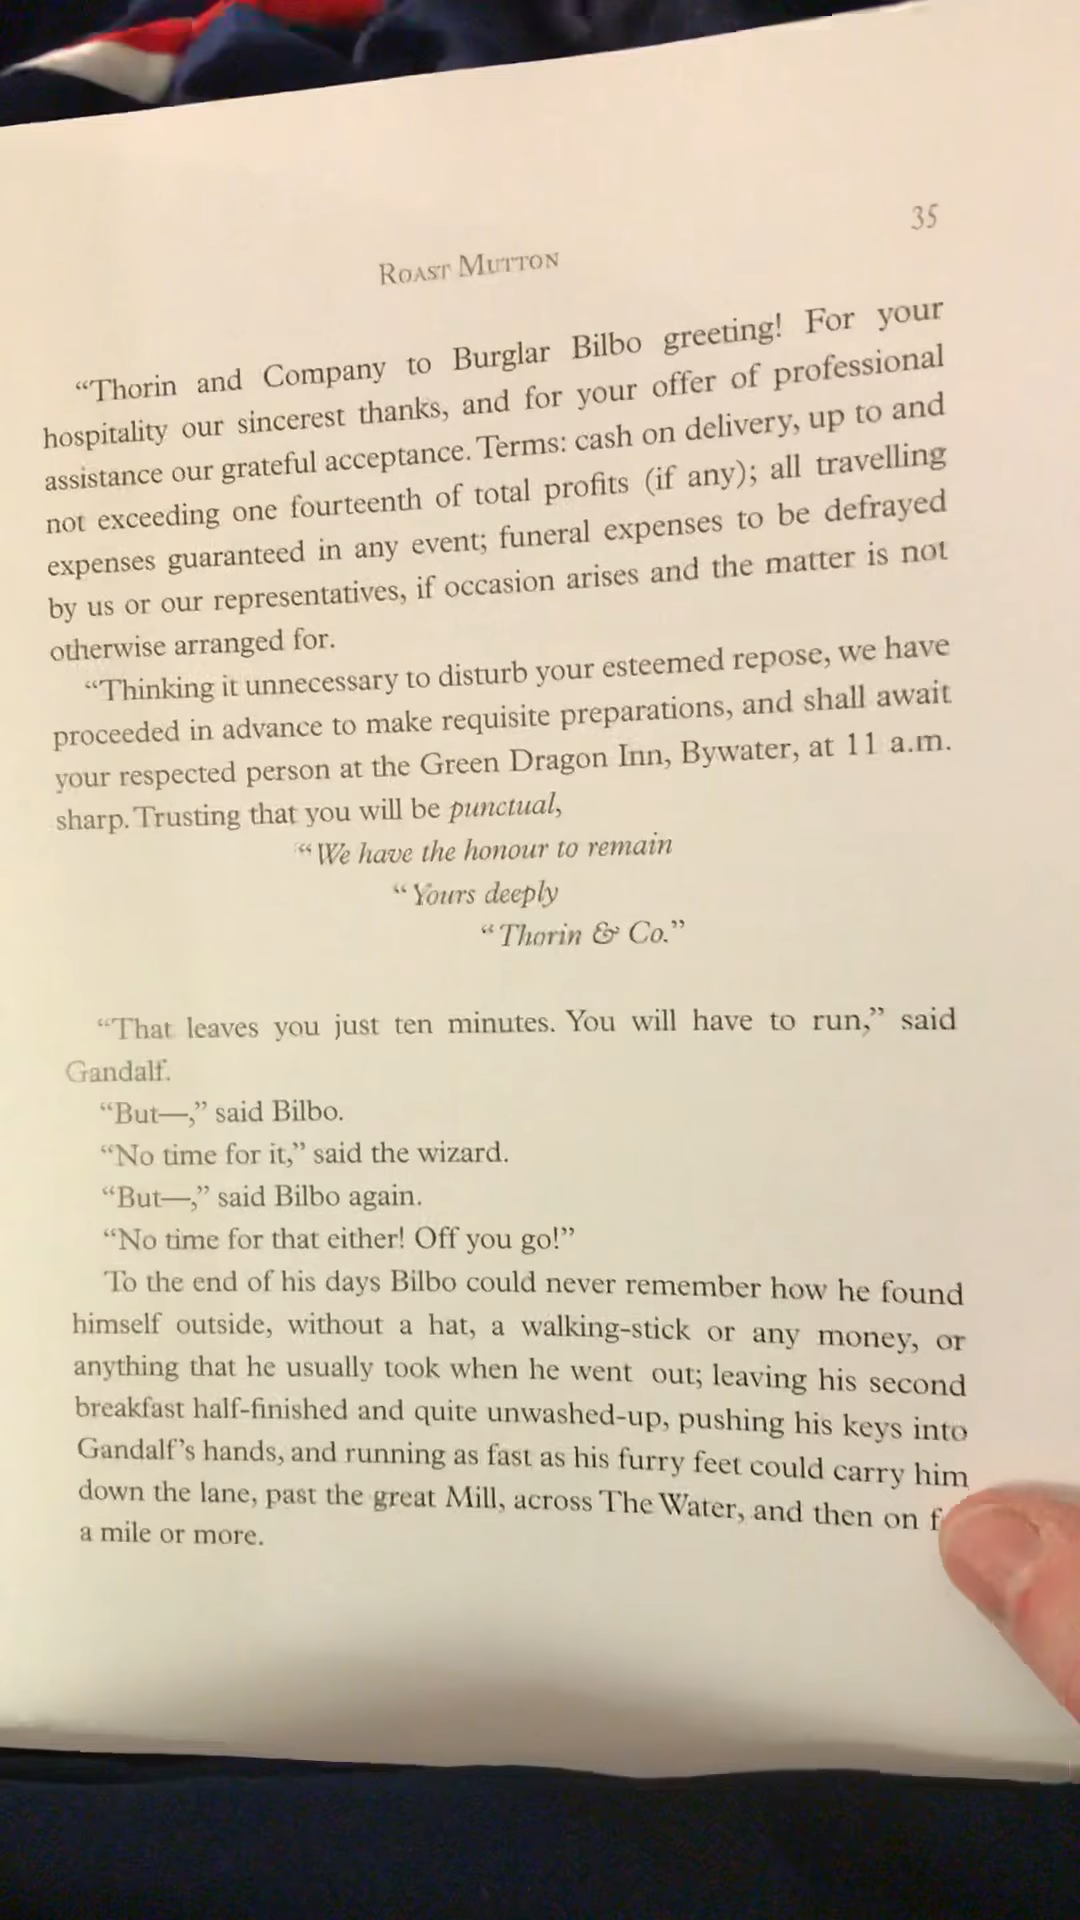 35
ROAST MUTTON
“Thorin and Company to Burglar Bilbo greeting! For your
hospitality our sincerest thanks, and for your offer of professional
assistance our grateful acceptance. Terms: cash on delivery, up to and
not exceeding one fourteenth of total profits (if any); all travelling
expenses guaranteed in any event; funeral expenses to be defrayed
by us or our representatives, if occasion arises and the matter is not
otherwise arranged for.
“Thinking it unnecessary to disturb your esteemed repose, we have
proceeded in advance to make requisite preparations, and shall await
your respected person at the Green Dragon Inn, Bywater, at 11 a.m.
sharp. Trusting that you will be punctual,
“We have the honour to remain
“Yours deeply
“Thorin & Co.”
“That leaves you just ten minutes. You will have to run,” said
Gandalf.
“But—,” said Bilbo.
“No time for it,” said the wizard.
“But—,” said Bilbo again.
“No time for that either! Off you go!”
To the end of his days Bilbo could never remember how he found
himself outside, without a hat, a walking-stick or any money, or
anything that he usually took when he went out; leaving his second
breakfast half-finished and quite unwashed-up, pushing his keys into
Gandalf’s hands, and running as fast as his furry feet could carry him
down the lane, past the great Mill, across The Water, and then on
a mile or more.